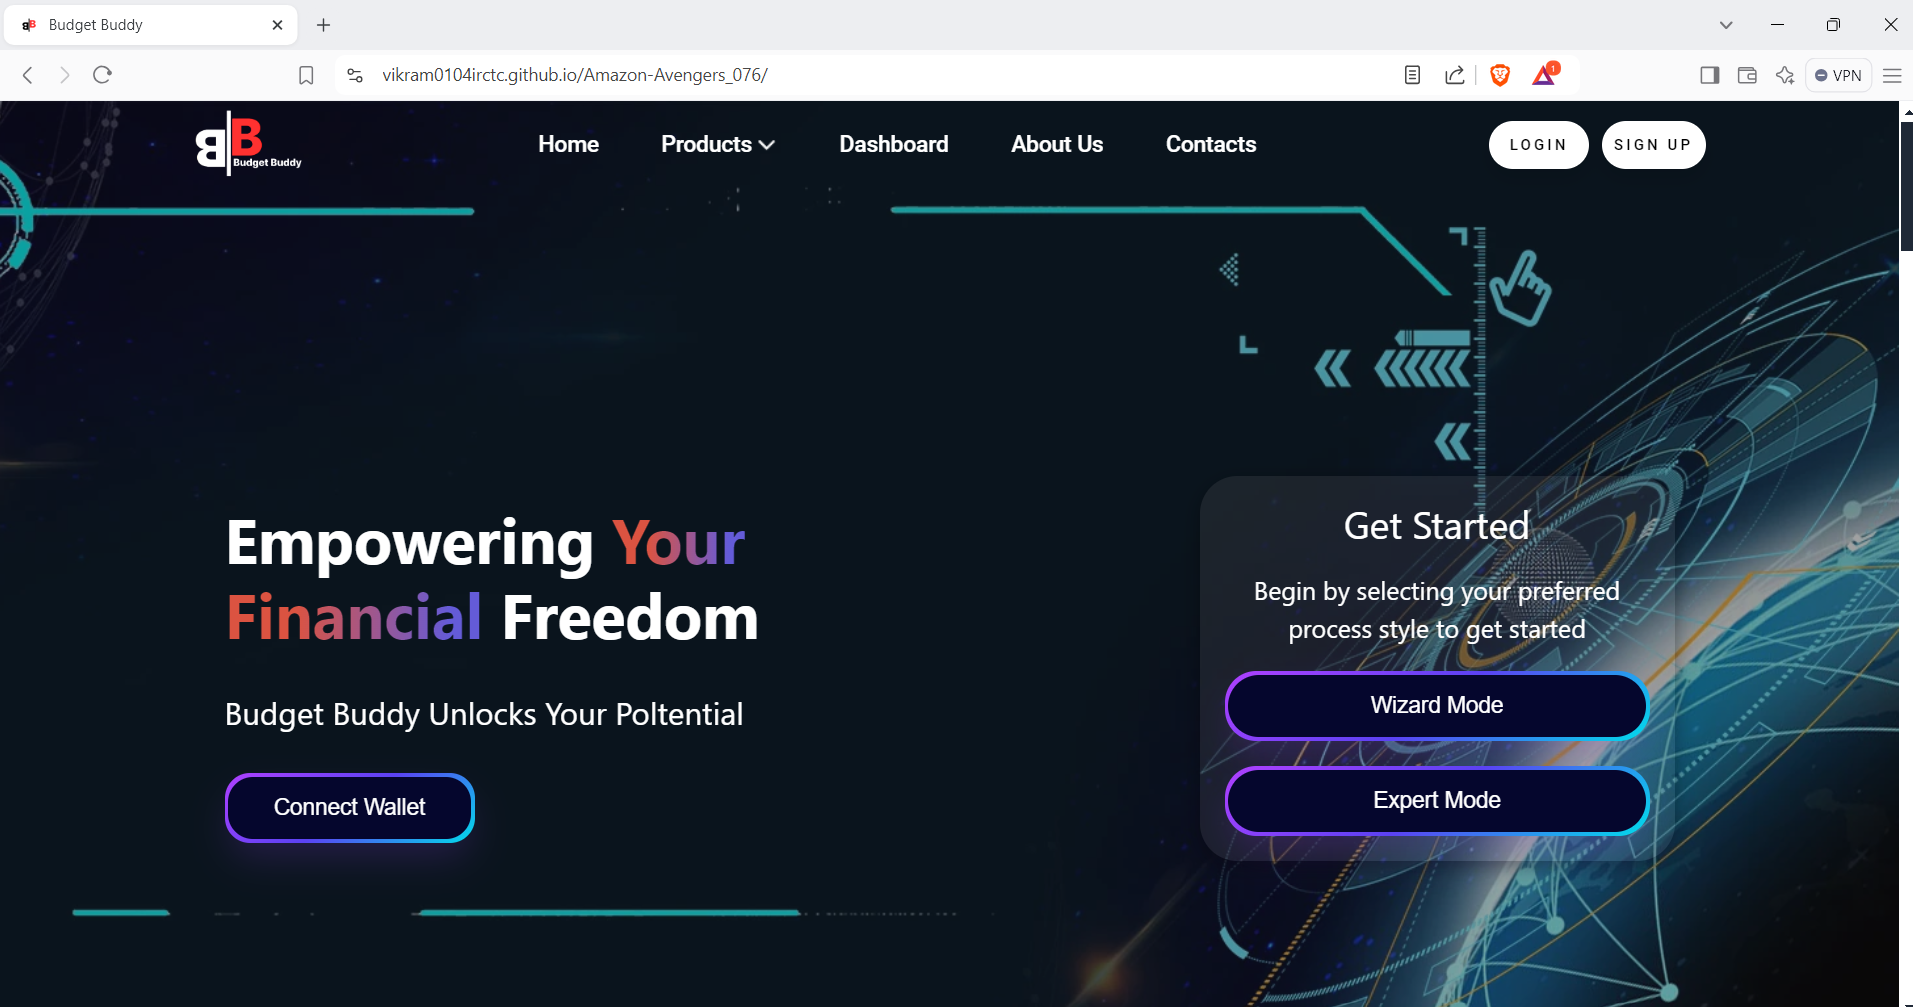 Budget Buddy
vikram0104irctc.github.io/Amazon-Avengers_076/
1
VPN
BB
Budget Buddy
Home
Products
Dashboard
About Us
Contacts
LOGIN
SIGN UP
Empowering Your
Financial Freedom
Budget Buddy Unlocks Your Poltential
Connect Wallet
Get Started
Begin by selecting your preferred
process style to get started
Wizard Mode
Expert Mode